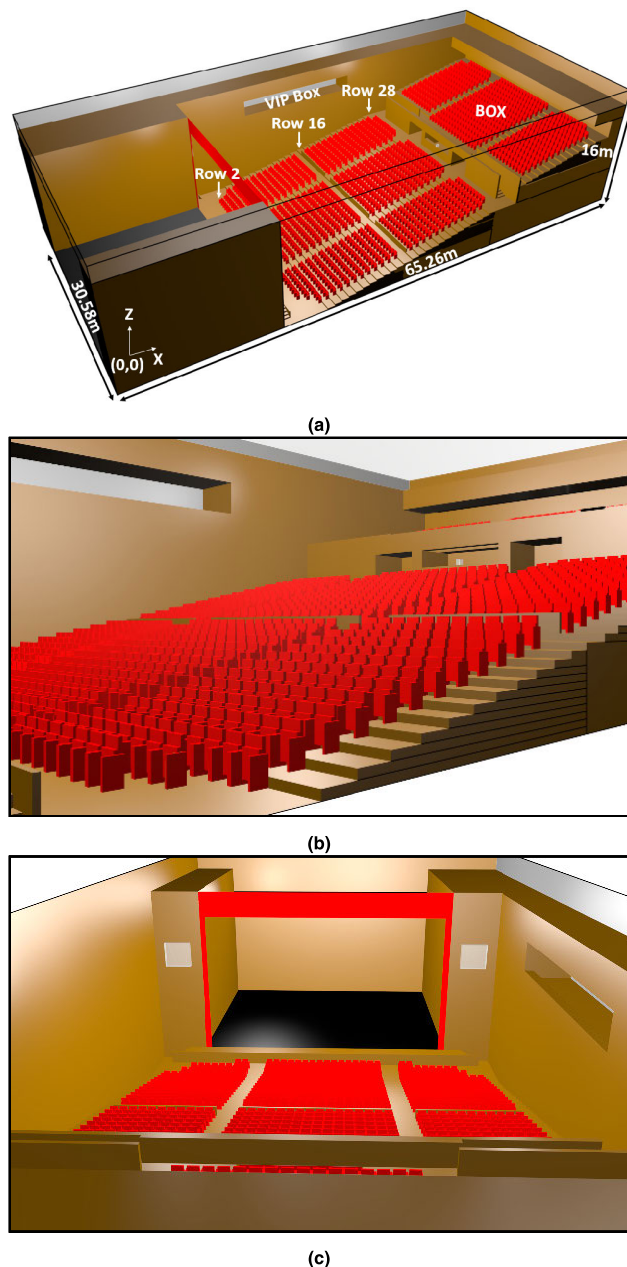 VIP Box
Row 28
BOX
Row 16
16m
Row 2
65.26m
30.58m
Z
(0,0)
X
(a)
(b)
(c)